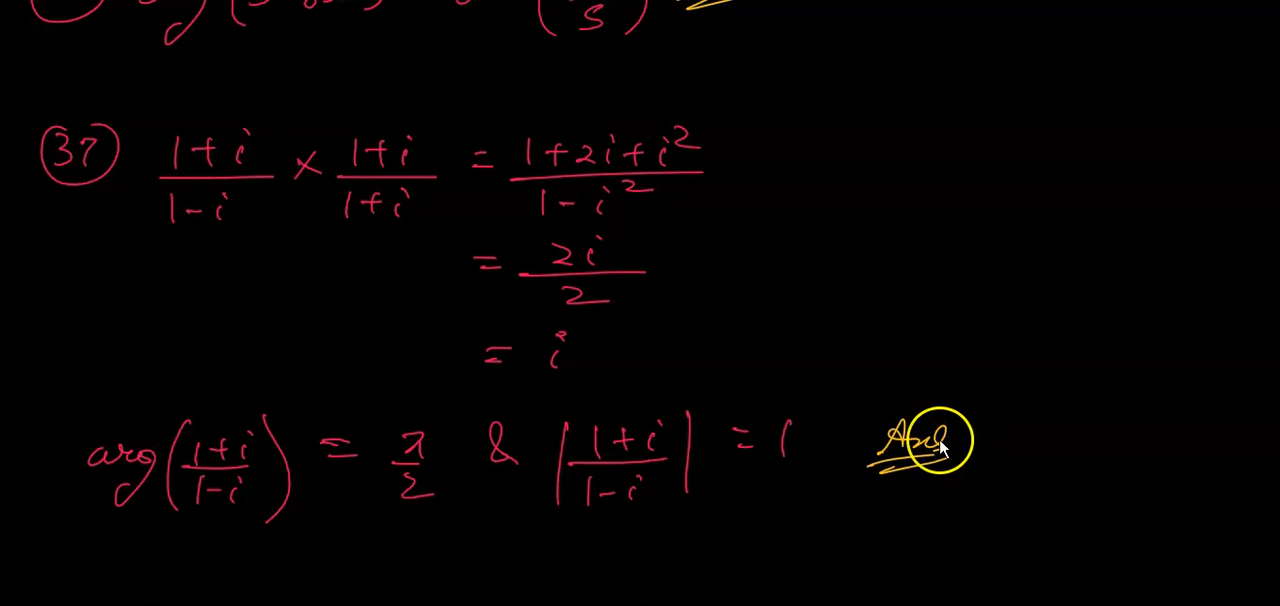 (37) (1+i)/(1-i) × (1+i)/(1+i) = (1+2i+i²)/(1-i²)
= 2i/2
= i
arg((1+i)/(1-i)) = π/2 & |(1+i)/(1-i)| = 1 Ans